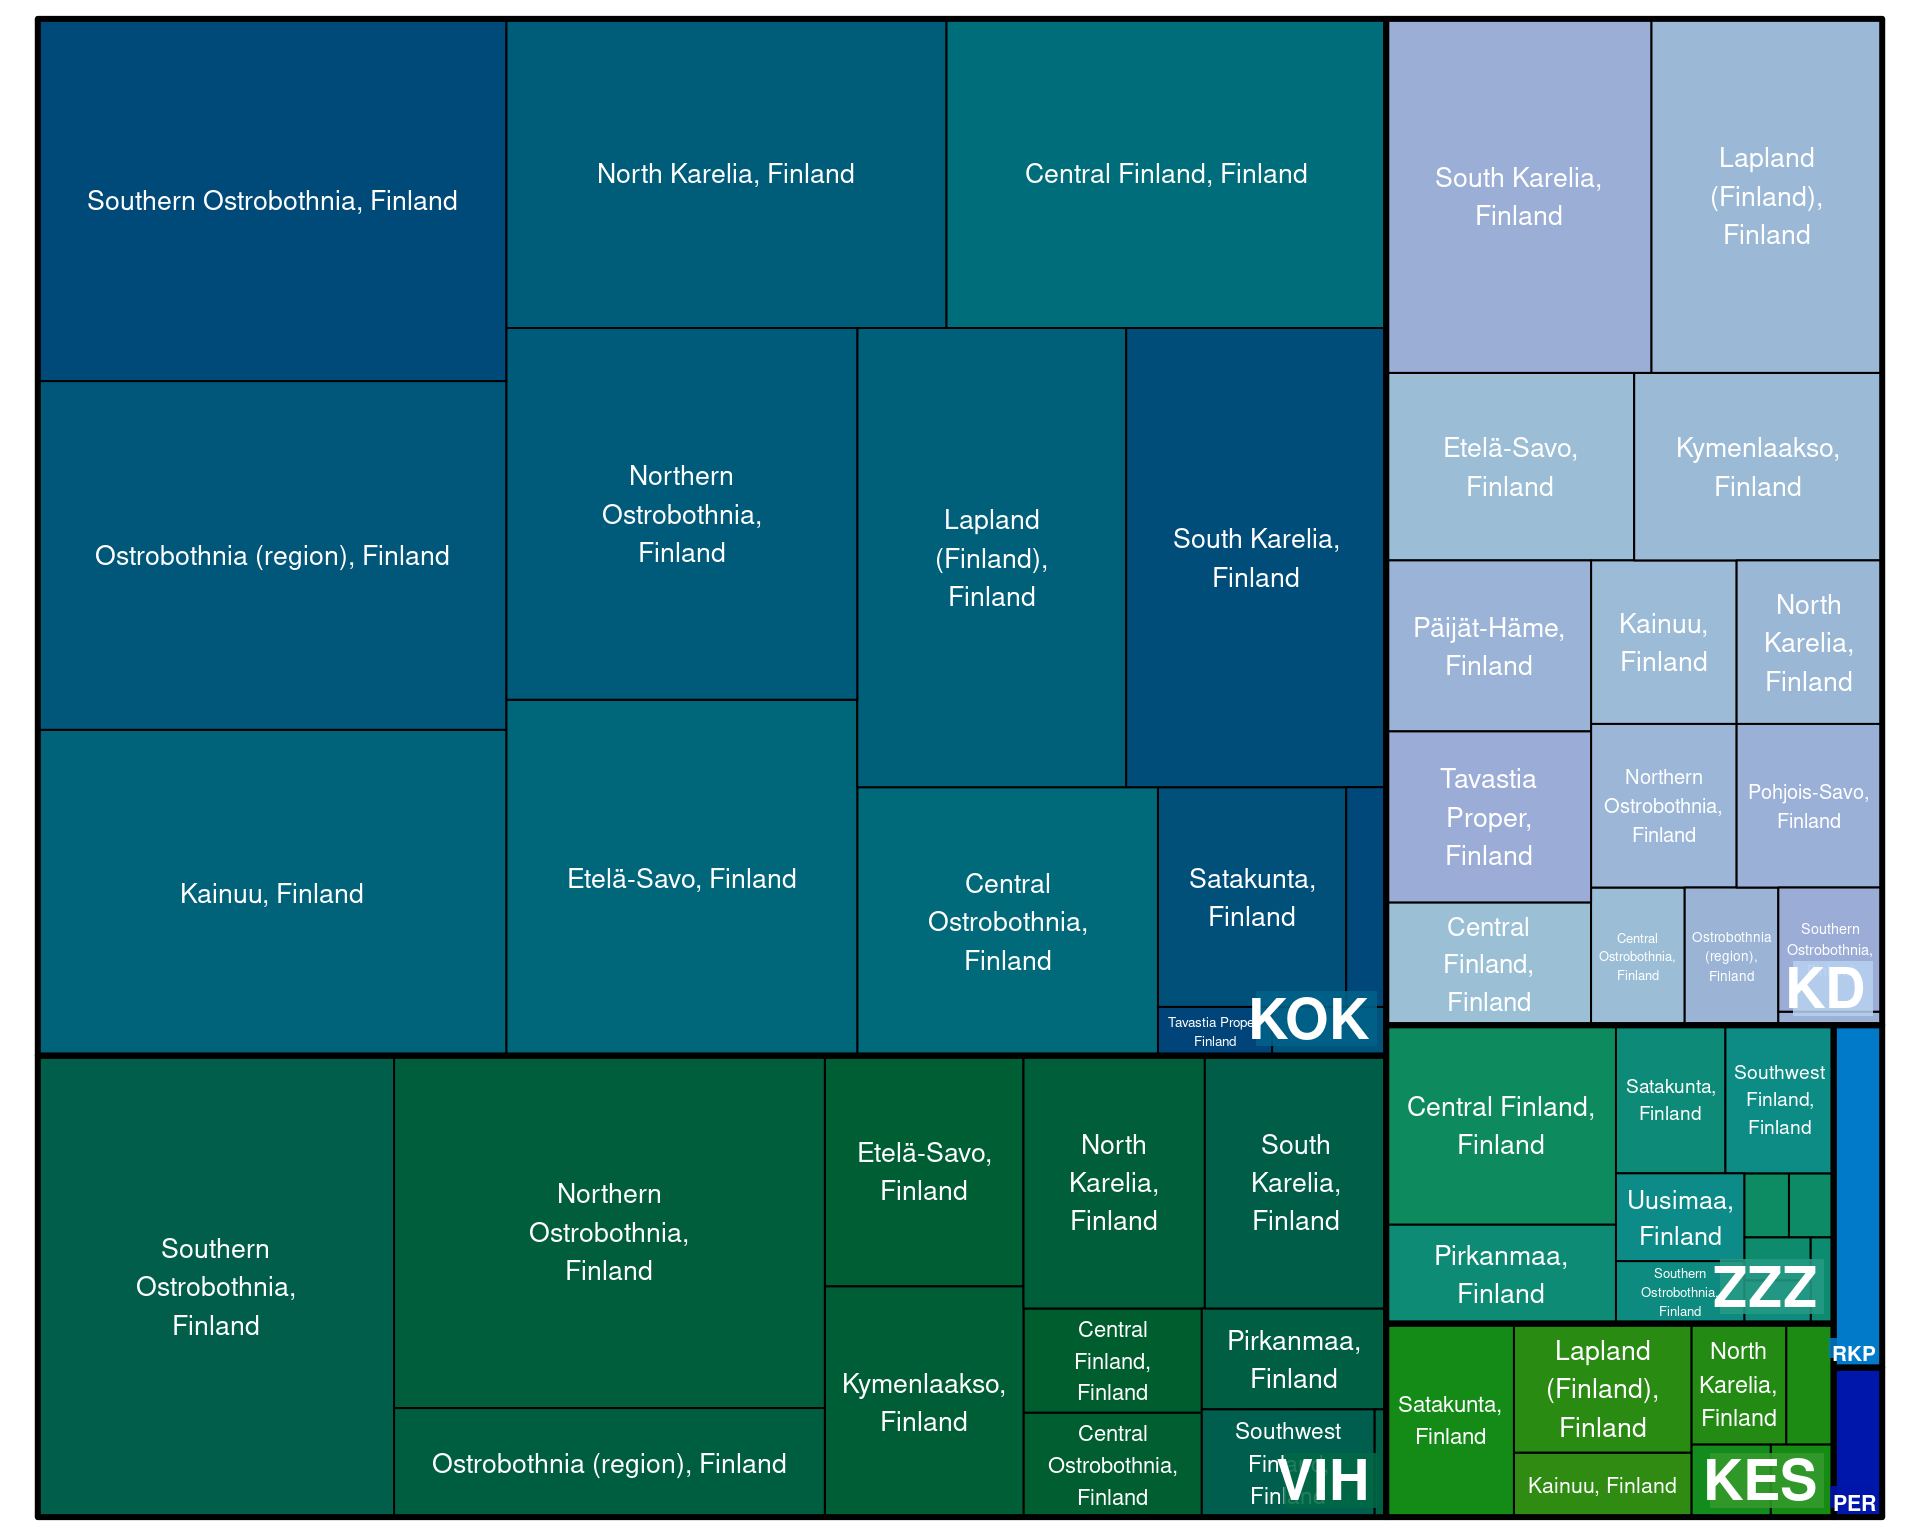 Southern Ostrobothnia, Finland
North Karelia, Finland
Central Finland, Finland
Ostrobothnia (region), Finland
Northern
Ostrobothnia,
Finland
Lapland
(Finland),
Finland
South Karelia,
Finland
Kainuu, Finland
Etelä-Savo, Finland
Central
Ostrobothnia,
Finland
Satakunta,
Finland
Finland
KOK
South Karelia,
Finland
Lapland
(Finland),
Finland
Etelä-Savo,
Finland
Kymenlaakso,
Finland
Päijät-Häme,
Finland
Kainuu,
Finland
North
Karelia,
Finland
Tavastia
Proper,
Finland
Northern
Ostrobothnia,
Finland
Pohjois-Savo,
Finland
Central
Finland,
Finland
Central
Ostrobothnia,
Finland
Ostrobothnia
(region),
Finland
Southern
Ostrobothnia,
KD
Southern
Ostrobothnia,
Finland
Northern
Ostrobothnia,
Finland
Ostrobothnia (region), Finland
Etelä-Savo,
Finland
Kymenlaakso,
Finland
North
Karelia,
Finland
South
Karelia,
Finland
Central
Finland,
Finland
Pirkanmaa,
Finland
Central
Ostrobothnia,
Finland
Southwest
VIH
Central Finland,
Finland
Satakunta,
Finland
Southwest
Finland,
Finland
Pirkanmaa,
Finland
Uusimaa,
Finland
Southern
Ostrobothnia,
Finland
ZZZ
Satakunta,
Finland
Lapland
(Finland),
Finland
Kainuu, Finland
North
Karelia,
Finland
KES
RKP
PER